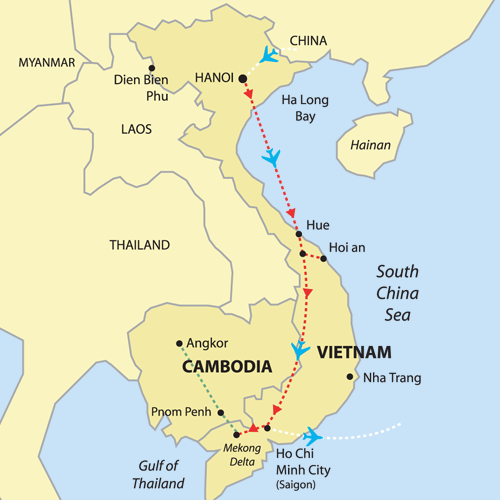 CHINA
MYANMAR
HANOI
Dien Bien
Phu
Ha Long
Bay
LAOS
Hainan
Hue
THAILAND
Hoi an
South
China
Sea
Angkor
VIETNAM
CAMBODIA
Nha Trang
Pnom Penh
Mekong
Delta
Ho Chi
Minh City
(Saigon)
Gulf of
Thailand